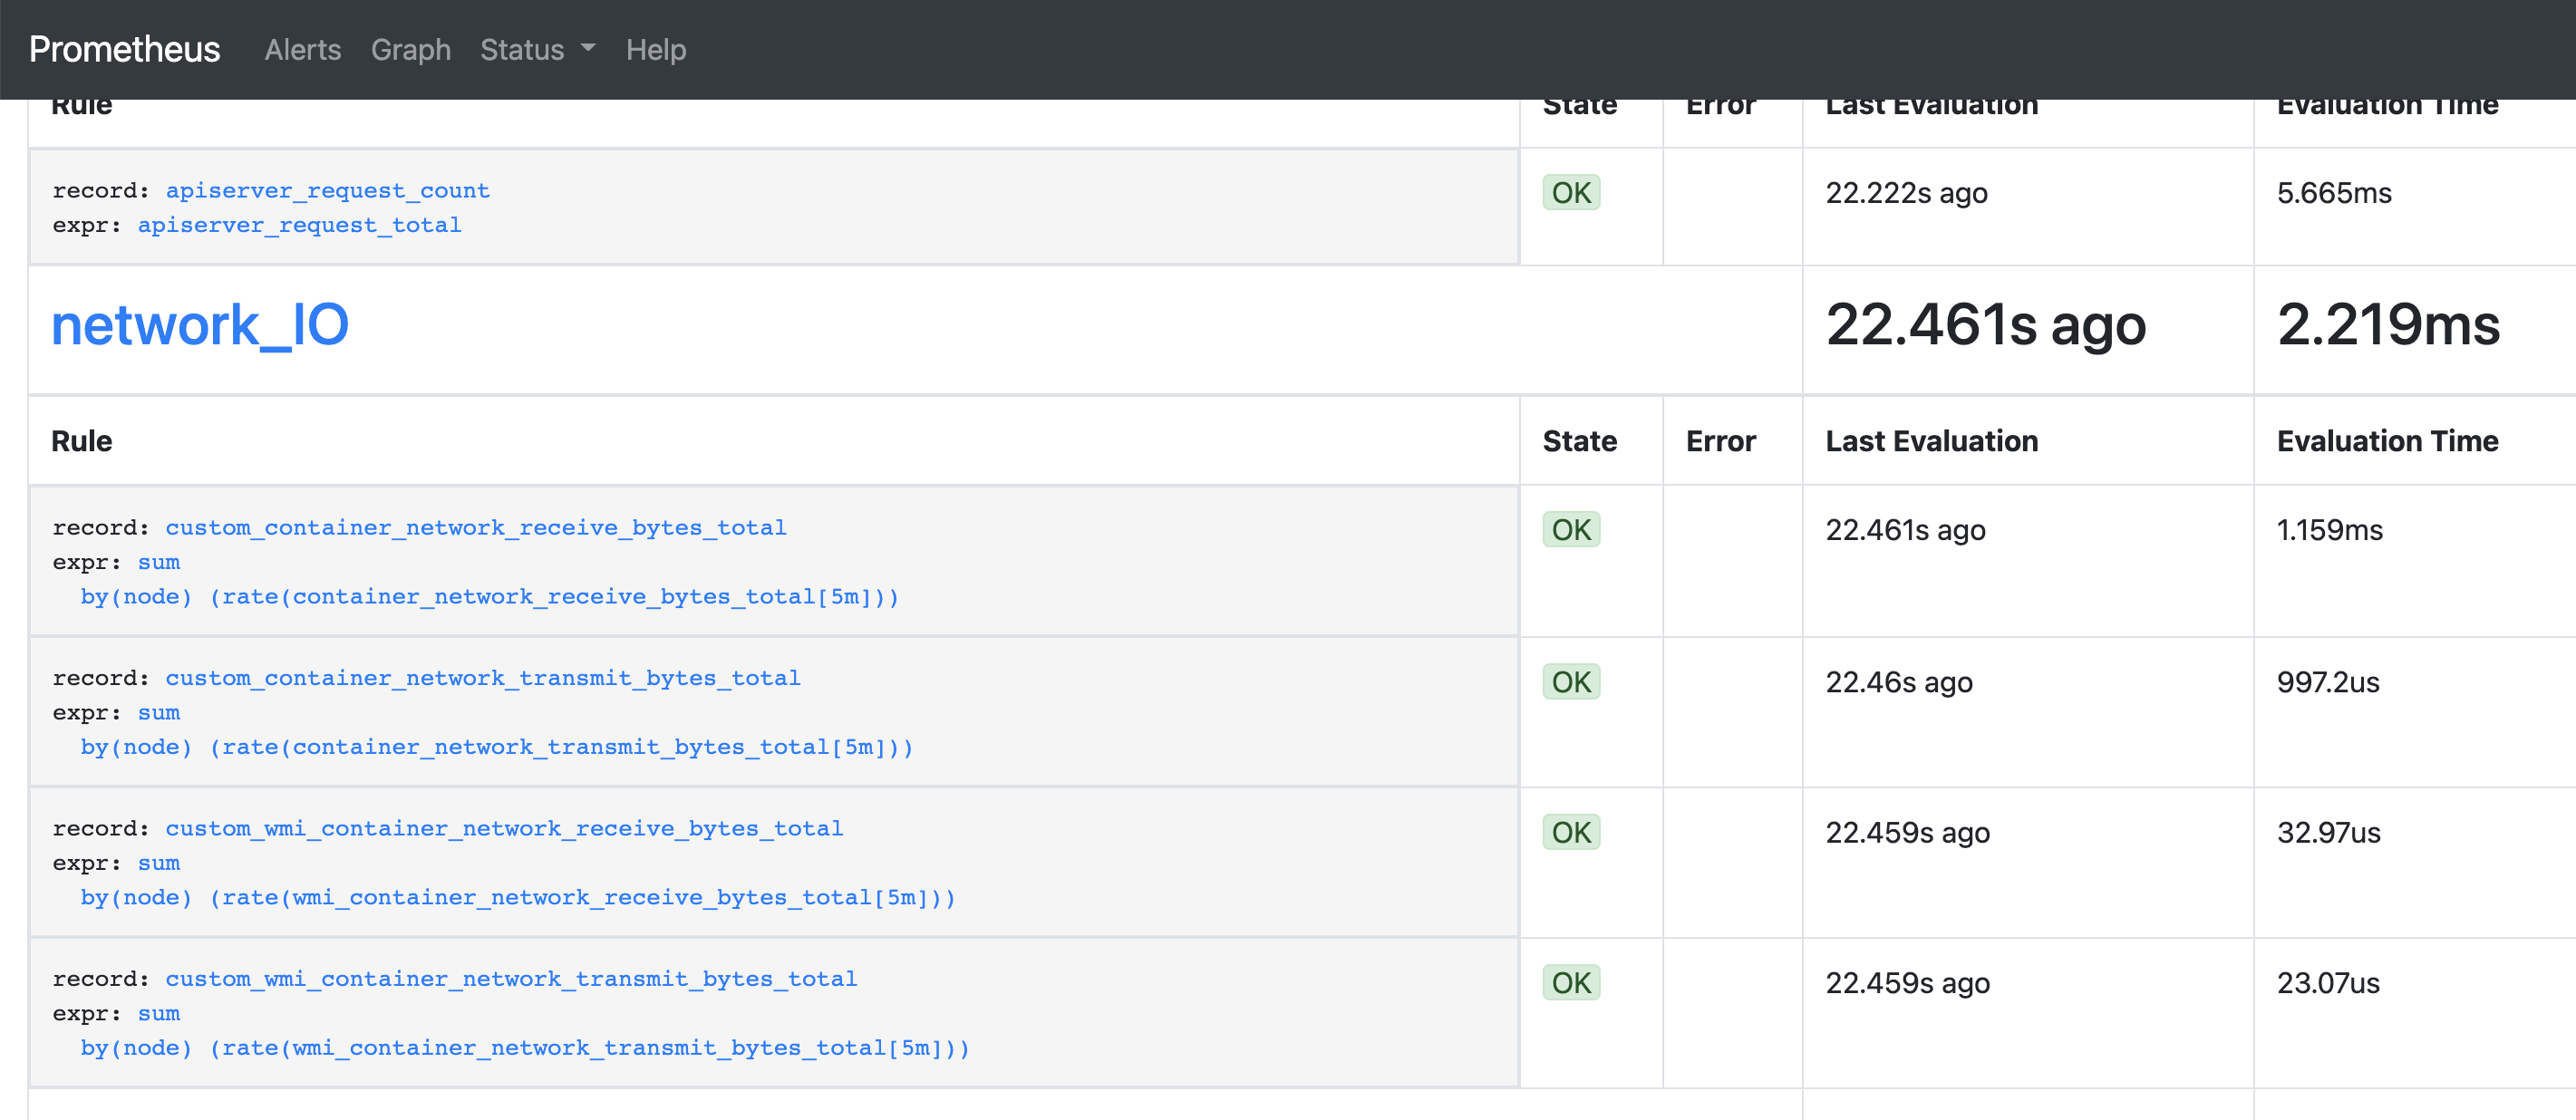 Prometheus Alerts Graph Status Help
Rule State Error Last Evaluation Evaluation Time
record: apiserver_request_count OK 22.222s ago 5.665ms
expr: apiserver_request_total
network_IO 22.461s ago 2.219ms
Rule State Error Last Evaluation Evaluation Time
record: custom_container_network_receive_bytes_total OK 22.461s ago 1.159ms
expr: sum
by(node) (rate(container_network_receive_bytes_total[5m]))
record: custom_container_network_transmit_bytes_total OK 22.46s ago 997.2us
expr: sum
by(node) (rate(container_network_transmit_bytes_total[5m]))
record: custom_wmi_container_network_receive_bytes_total OK 22.459s ago 32.97us
expr: sum
by(node) (rate(wmi_container_network_receive_bytes_total[5m]))
record: custom_wmi_container_network_transmit_bytes_total OK 22.459s ago 23.07us
expr: sum
by(node) (rate(wmi_container_network_transmit_bytes_total[5m]))